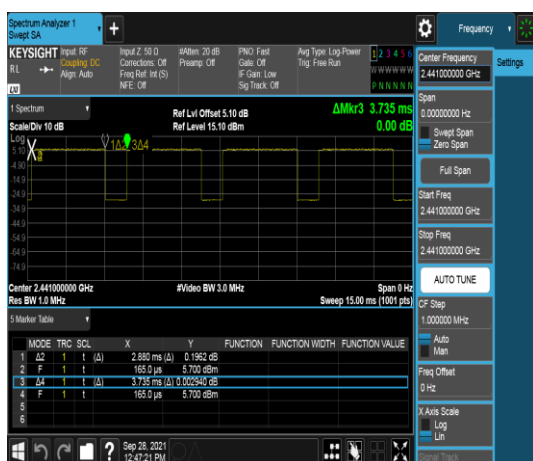 Spectrum Analyzer 1
Swept SA
+
Frequency
KEYSIGHT
RL
Input: RF
Coupling: DC
Align: Auto
Input Z: 50 Ω
Corrections: Off
Freq Ref: Int (S)
NFE: Off
#Atten: 20 dB
Preamp: Off
PNO: Fast
Gate: Off
IF Gain: Low
Sig Track: Off
Avg Type: Log-Power
Trig: Free Run
1 2 3 4 5 6
W W W W W W
P N N N N N
1 Spectrum
Scale/Div 10 dB
Log
Ref Lvl Offset 5.10 dB
Ref Level 15.10 dBm
ΔMkr3 3.735 ms
0.00 dB
1Δ2
3Δ4
5.10
-4.90
-14.9
-24.9
-34.9
-44.9
-54.9
-64.9
-74.9
Center 2.441000000 GHz
Res BW 1.0 MHz
#Video BW 3.0 MHz
Span 0 Hz
Sweep 15.00 ms (1001 pts)
5 Marker Table
MODE TRC SCL X Y FUNCTION FUNCTION WIDTH FUNCTION VALUE
1 Δ2 1 t (Δ) 2.880 ms (Δ) 0.1962 dB
2 F 1 t 165.0 µs 5.700 dBm
3 Δ4 1 t (Δ) 3.735 ms (Δ) 0.002940 dB
4 F 1 t 165.0 µs 5.700 dBm
5
6
?
Sep 28, 2021
12:47:21 PM
Center Frequency
2.441000000 GHz
Settings
Span
0.00000000 Hz
Swept Span
Zero Span
Full Span
Start Freq
2.441000000 GHz
Stop Freq
2.441000000 GHz
AUTO TUNE
CF Step
1.000000 MHz
Auto
Man
Freq Offset
0 Hz
X Axis Scale
Log
Lin
Signal Track